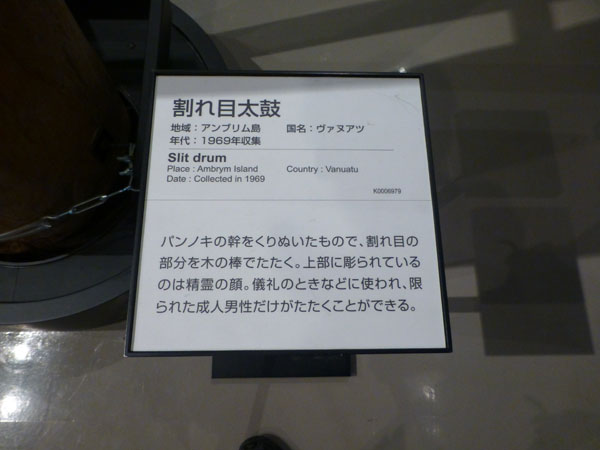 割れ目太鼓
地域：アンブリム島　　国名：ヴァヌアツ
年代：1969年収集
Slit drum
Place : Ambrym Island　　Country : Vanuatu
Date : Collected in 1969
K0006979
パンノキの幹をくりぬいたもので、割れ目の
部分を木の棒でたたく。上部に彫られている
のは精霊の顔。儀礼のときなどに使われ、限
られた成人男性だけがたたくことができる。